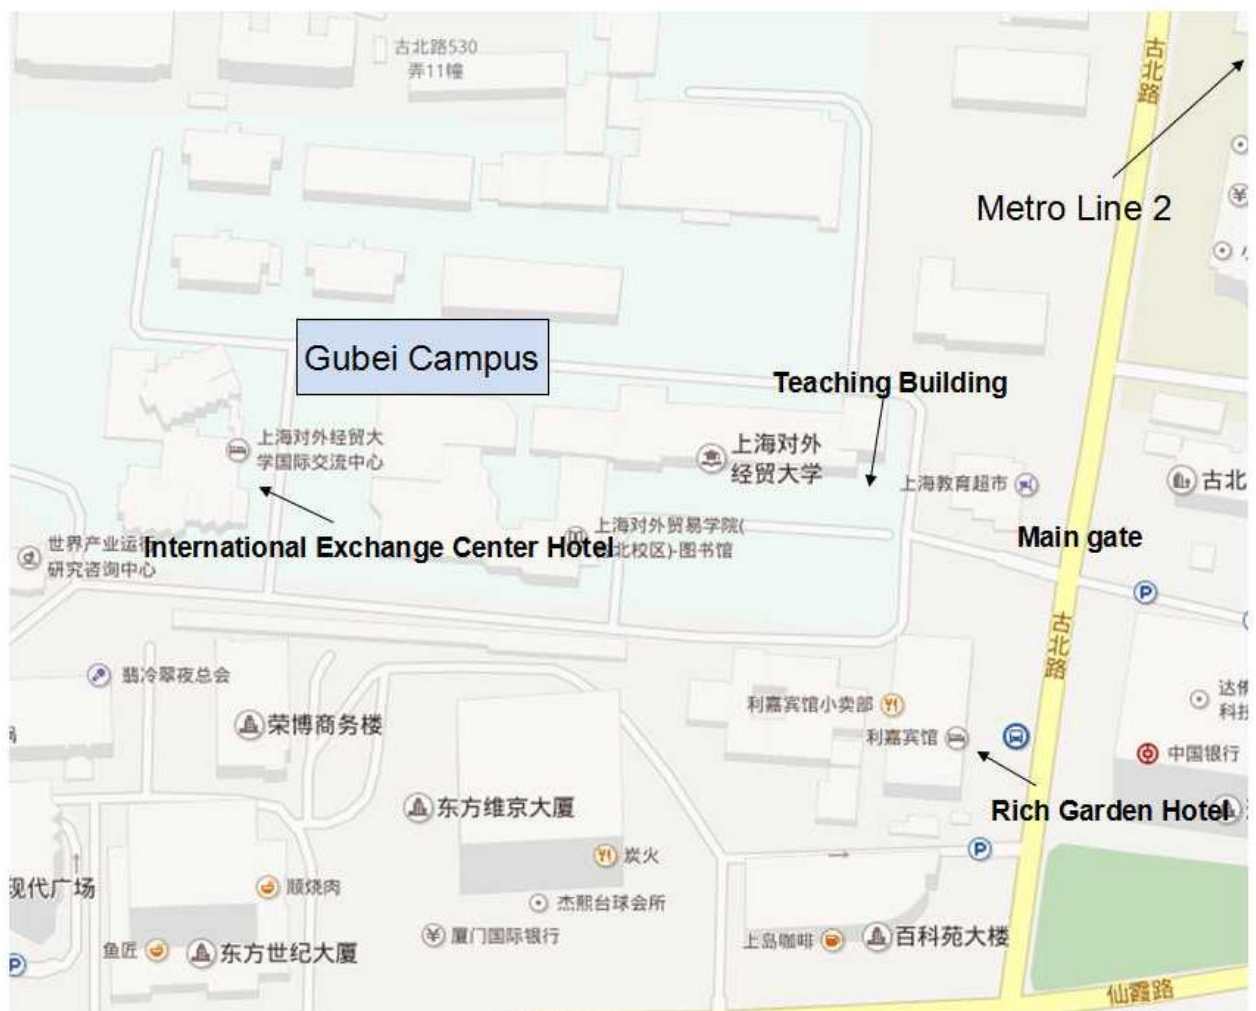 古北路530
弄11幢
古北路
Metro Line 2
Gubei Campus
Teaching Building
上海对外经贸大
学国际交流中心
上海对外
经贸大学
上海教育超市
古北
Main gate
International Exchange Center Hotel
世界产业运
研究咨询中心
上海对外贸易学院(
北校区)-图书馆
P
古北路
翡冷翠夜总会
荣博商务楼
利嘉宾馆小卖部
利嘉宾馆
达佛
科技
中国银行
Rich Garden Hotel
东方维京大厦
炭火
P
现代广场
顺烧肉
杰熙台球会所
厦门国际银行
鱼匠
东方世纪大厦
上岛咖啡
百科苑大楼
P
仙霞路